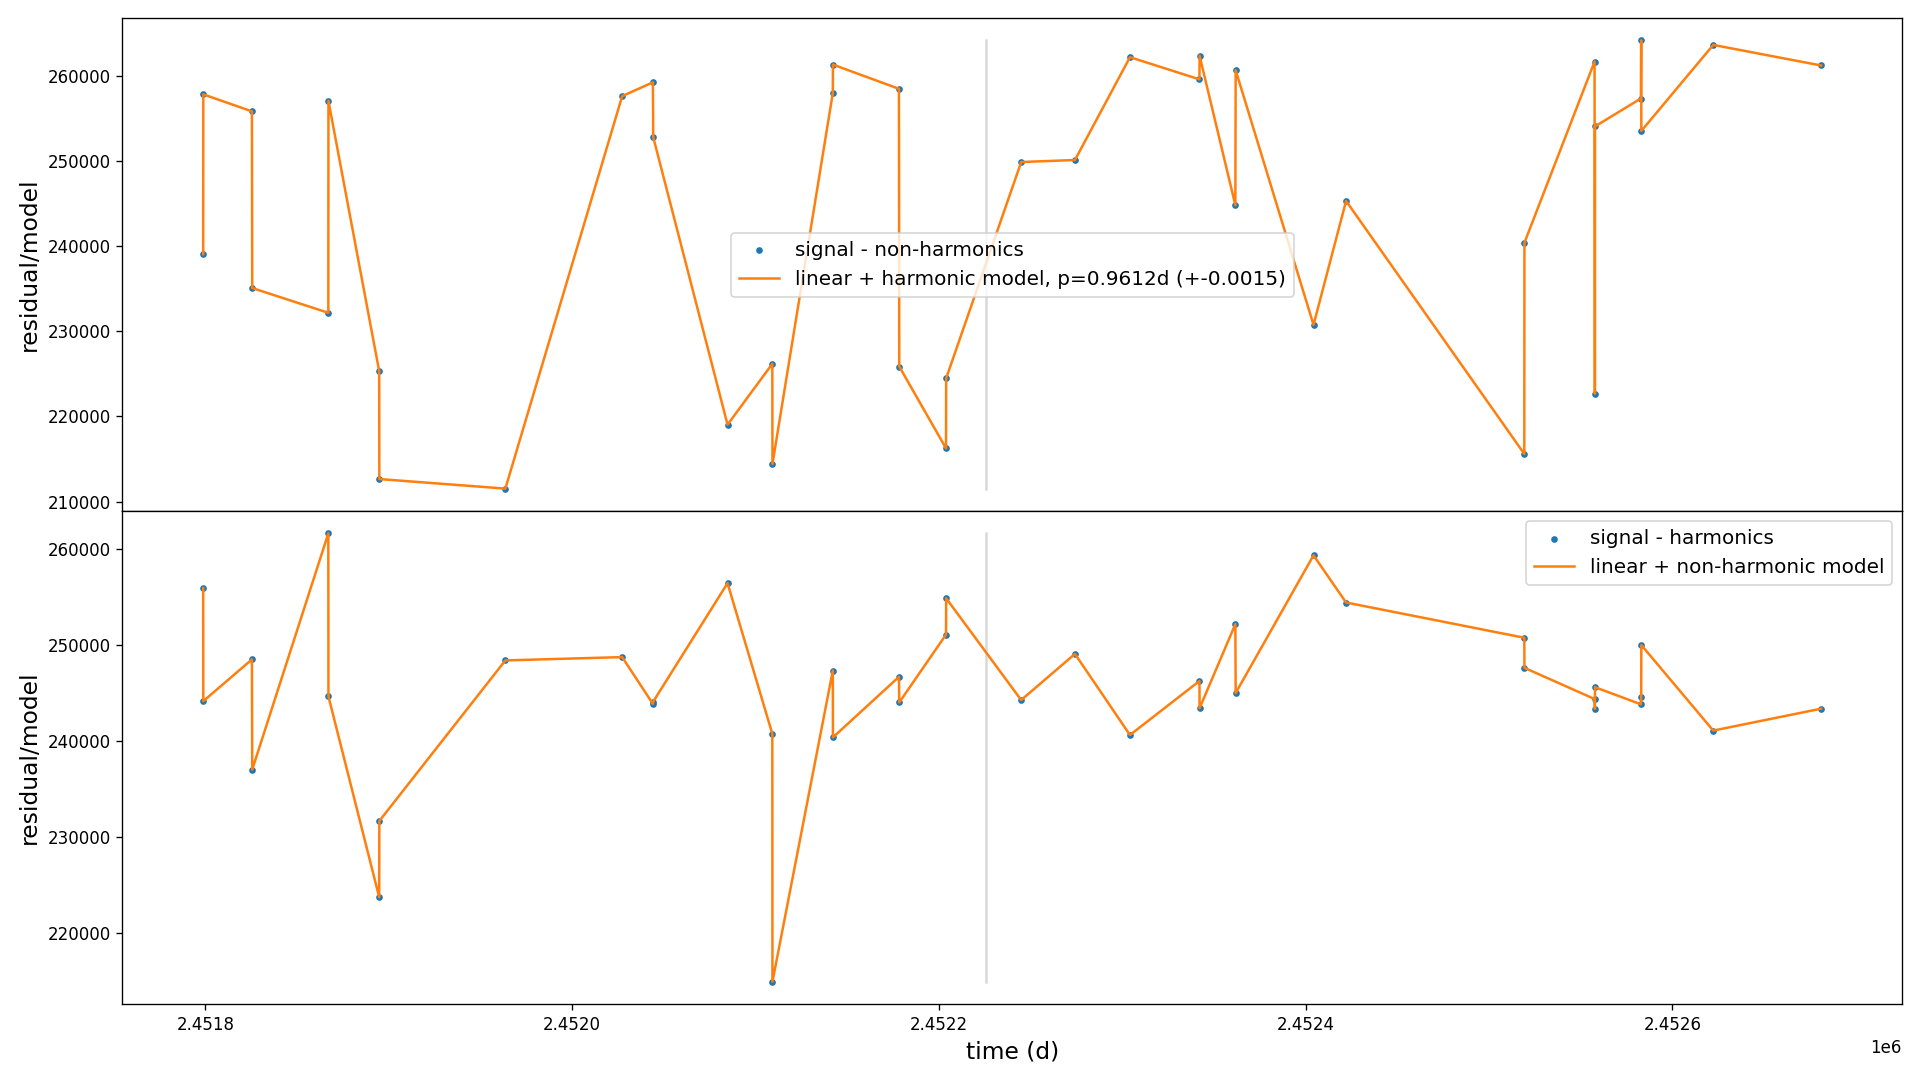 260000
250000
240000
230000
220000
210000
residual/model
signal - non-harmonics
linear + harmonic model, p=0.9612d (+-0.0015)
260000
250000
240000
230000
220000
residual/model
signal - harmonics
linear + non-harmonic model
2.4518 2.4520 2.4522 2.4524 2.4526
1e6
time (d)